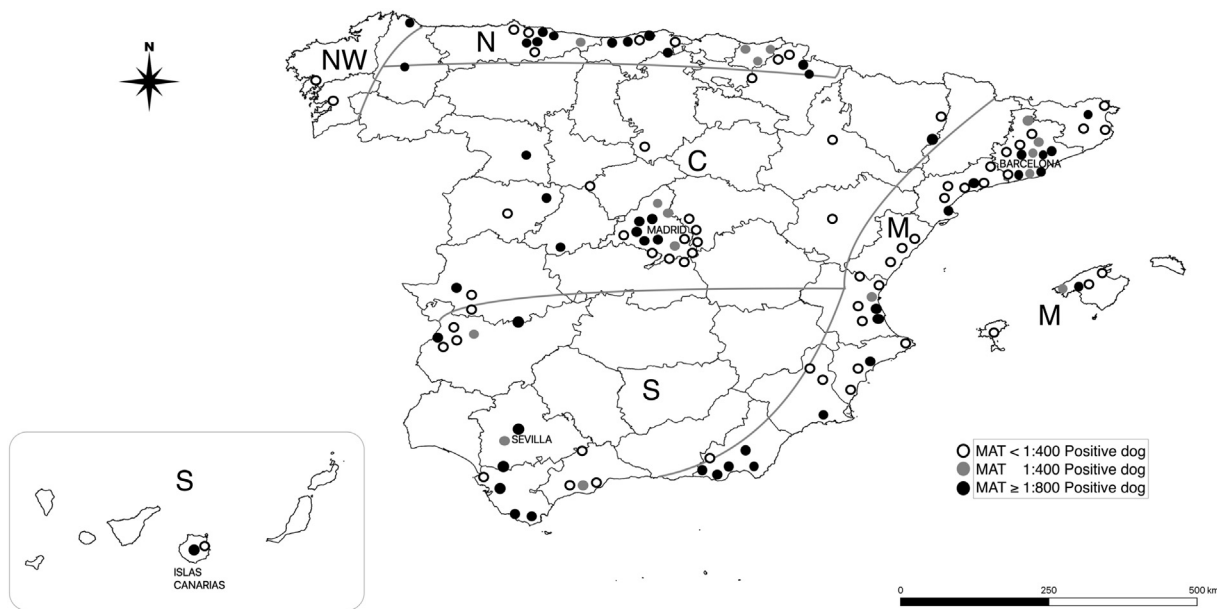 N
NW
N
C
BARCELONA
MADRID
M
M
S
SEVILLA
S
ISLAS
CANARIAS
MAT < 1:400 Positive dog
MAT 1:400 Positive dog
MAT ≥ 1:800 Positive dog
0 250 500 km